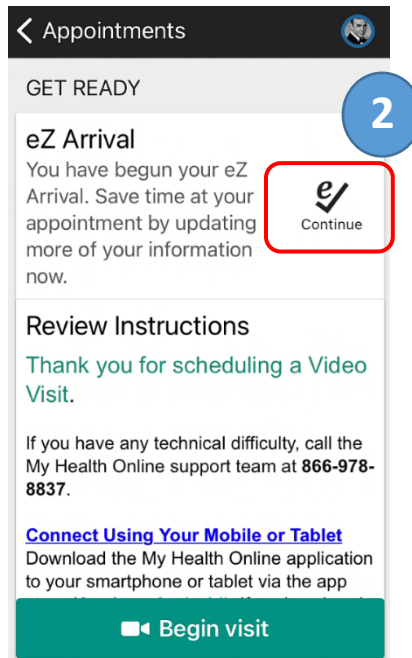 Appointments
GET READY
2
eZ Arrival
You have begun your eZ
Arrival. Save time at your
appointment by updating
more of your information
now.
Continue
Review Instructions
Thank you for scheduling a Video
Visit.
If you have any technical difficulty, call the
My Health Online support team at 866-978-
8837.
Connect Using Your Mobile or Tablet
Download the My Health Online application
to your smartphone or tablet via the app
Begin visit